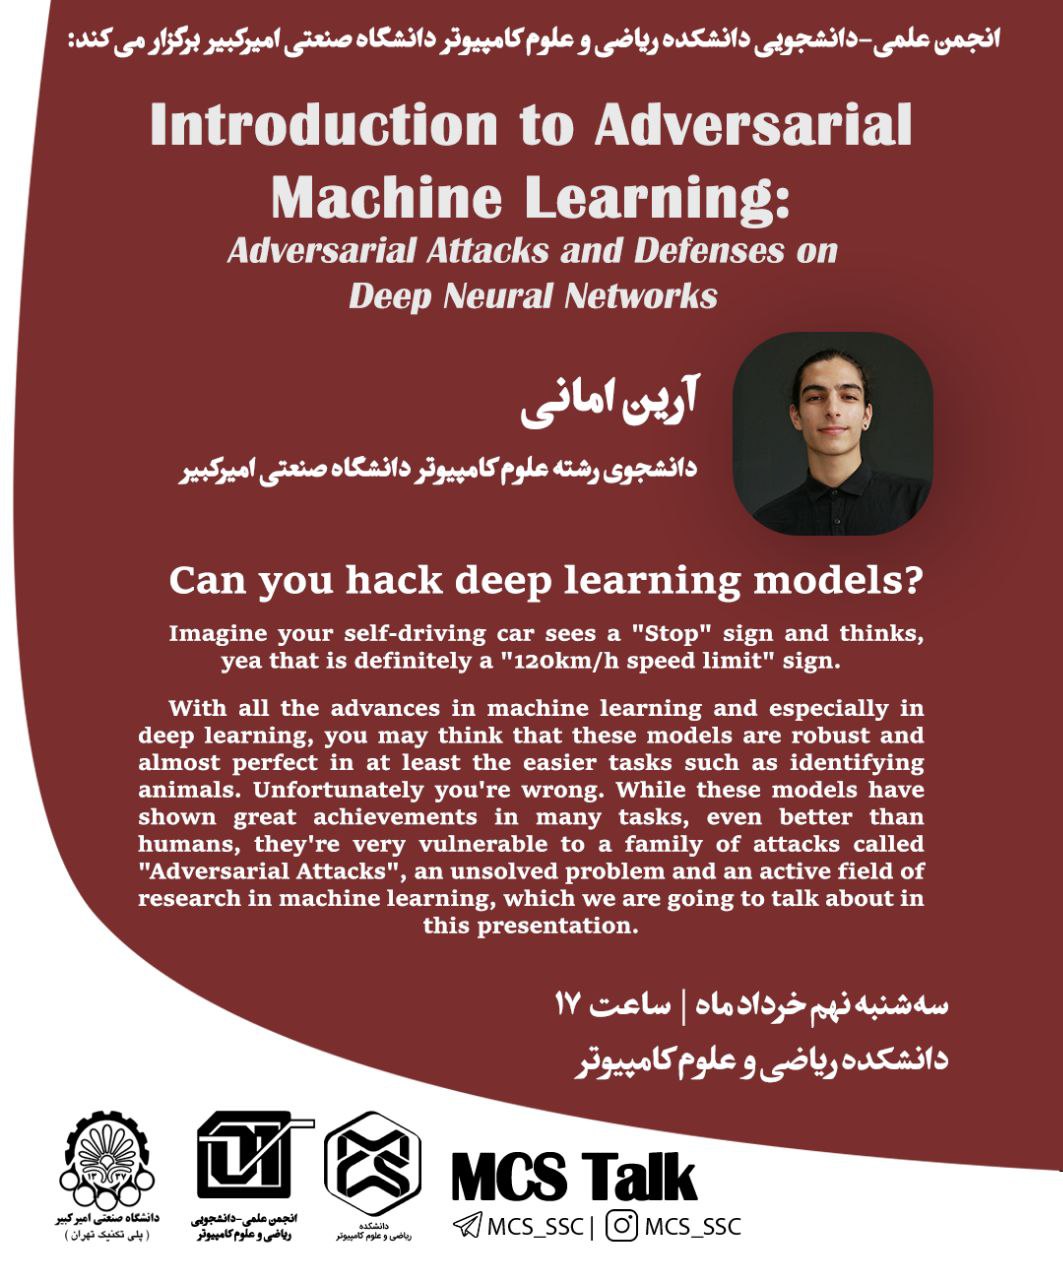 انجمن علمی-دانشجویی دانشکده ریاضی و علوم کامپیوتر دانشگاه صنعتی امیرکبیر برگزار می کند:
Introduction to Adversarial
Machine Learning:
Adversarial Attacks and Defenses on
Deep Neural Networks
آرین امانی
دانشجوی رشته علوم کامپیوتر دانشگاه صنعتی امیرکبیر
Can you hack deep learning models?
Imagine your self-driving car sees a "Stop" sign and thinks,
yea that is definitely a "120km/h speed limit" sign.
With all the advances in machine learning and especially in
deep learning, you may think that these models are robust and
almost perfect in at least the easier tasks such as identifying
animals. Unfortunately you're wrong. While these models have
shown great achievements in many tasks, even better than
humans, they're very vulnerable to a family of attacks called
"Adversarial Attacks", an unsolved problem and an active field of
research in machine learning, which we are going to talk about in
this presentation.
سه‌شنبه نهم خرداد ماه | ساعت ۱۷
دانشکده ریاضی و علوم کامپیوتر
۱۳ ۳۷
دانشگاه صنعتی امیرکبیر
( پلی تکنیک تهران )
انجمن علمی-دانشجویی
ریاضی و علوم کامپیوتر
دانشکده
ریاضی و علوم کامپیوتر
MCS Talk
MCS_SSC | MCS_SSC